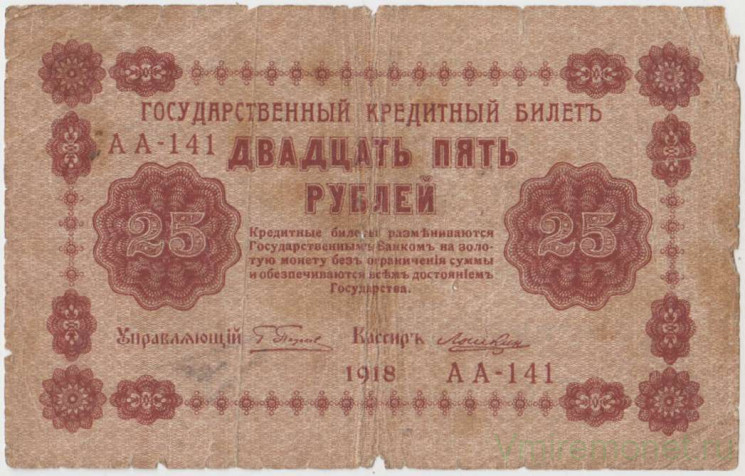 ГОСУДАРСТВЕННЫЙ КРЕДИТНЫЙ БИЛЕТЪ
АА-141
ДВАДЦАТЬ ПЯТЬ
РУБЛЕЙ
25 25
Кредитные билеты размѣниваются
Государственнымъ Банкомъ на золо-
тую монету безъ ограниченія суммы
и обезпечиваются всѣмъ достояніемъ
Государства.
Управляющій Кассиръ
1918 АА-141